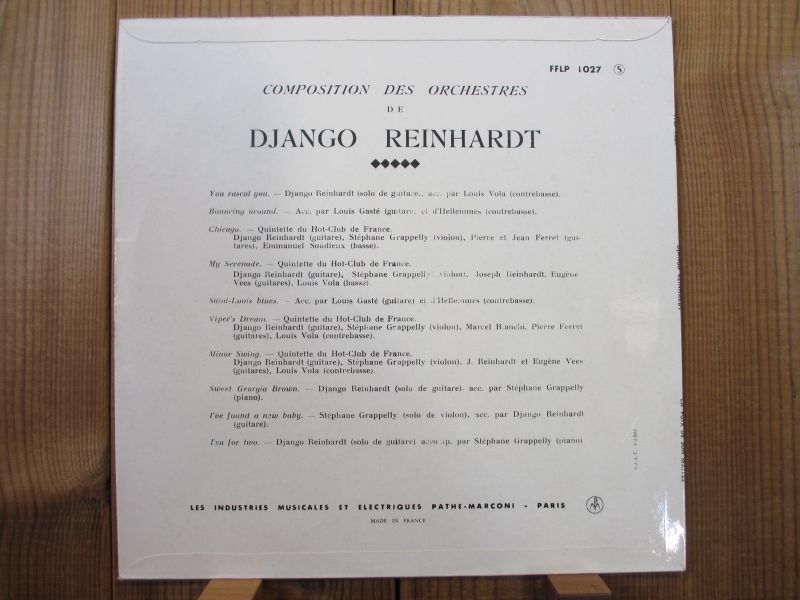 FFLP 1027 S
COMPOSITION DES ORCHESTRES
DE
DJANGO REINHARDT
You rascal you. — Django Reinhardt (solo de guitare), acc. par Louis Vola (contrebasse).
Bouncing around. — Acc. par Louis Gasté (guitare) et d'Hellemmes (contrebasse).
Chicago. — Quintette du Hot-Club de France.
Django Reinhardt (guitare), Stéphane Grappelly (violon), Pierre et Jean Ferret (gui-
tares), Emmanuel Soudieux (basse).
My Serenade. — Quintette du Hot-Club de France.
Django Reinhardt (guitare), Stéphane Grappelly (violon), Joseph Reinhardt, Eugène
Vees (guitares), Louis Vola (basse).
Saint-Louis blues. — Acc. par Louis Gasté (guitare) et d'Hellemmes (contrebasse).
Viper's Dream. — Quintette du Hot-Club de France.
Django Reinhardt (guitare), Stéphane Grappelly (violon), Marcel Bianchi, Pierre Ferret
(guitares), Louis Vola (contrebasse).
Minor Swing. — Quintette du Hot-Club de France.
Django Reinhardt (guitare), Stéphane Grappelly (violon), J. Reinhardt et Eugène Vees
(guitares), Louis Vola (contrebasse).
Sweet Georgia Brown. — Django Reinhardt (solo de guitare) acc. par Stéphane Grappelly
(piano).
I've found a new baby. — Stéphane Grappelly (solo de violon), acc. par Django Reinhardt
(guitare).
Tea for two. — Django Reinhardt (solo de guitare) accomp. par Stéphane Grappelly (piano)
LES INDUSTRIES MUSICALES ET ELECTRIQUES PATHE-MARCONI - PARIS
MADE IN FRANCE